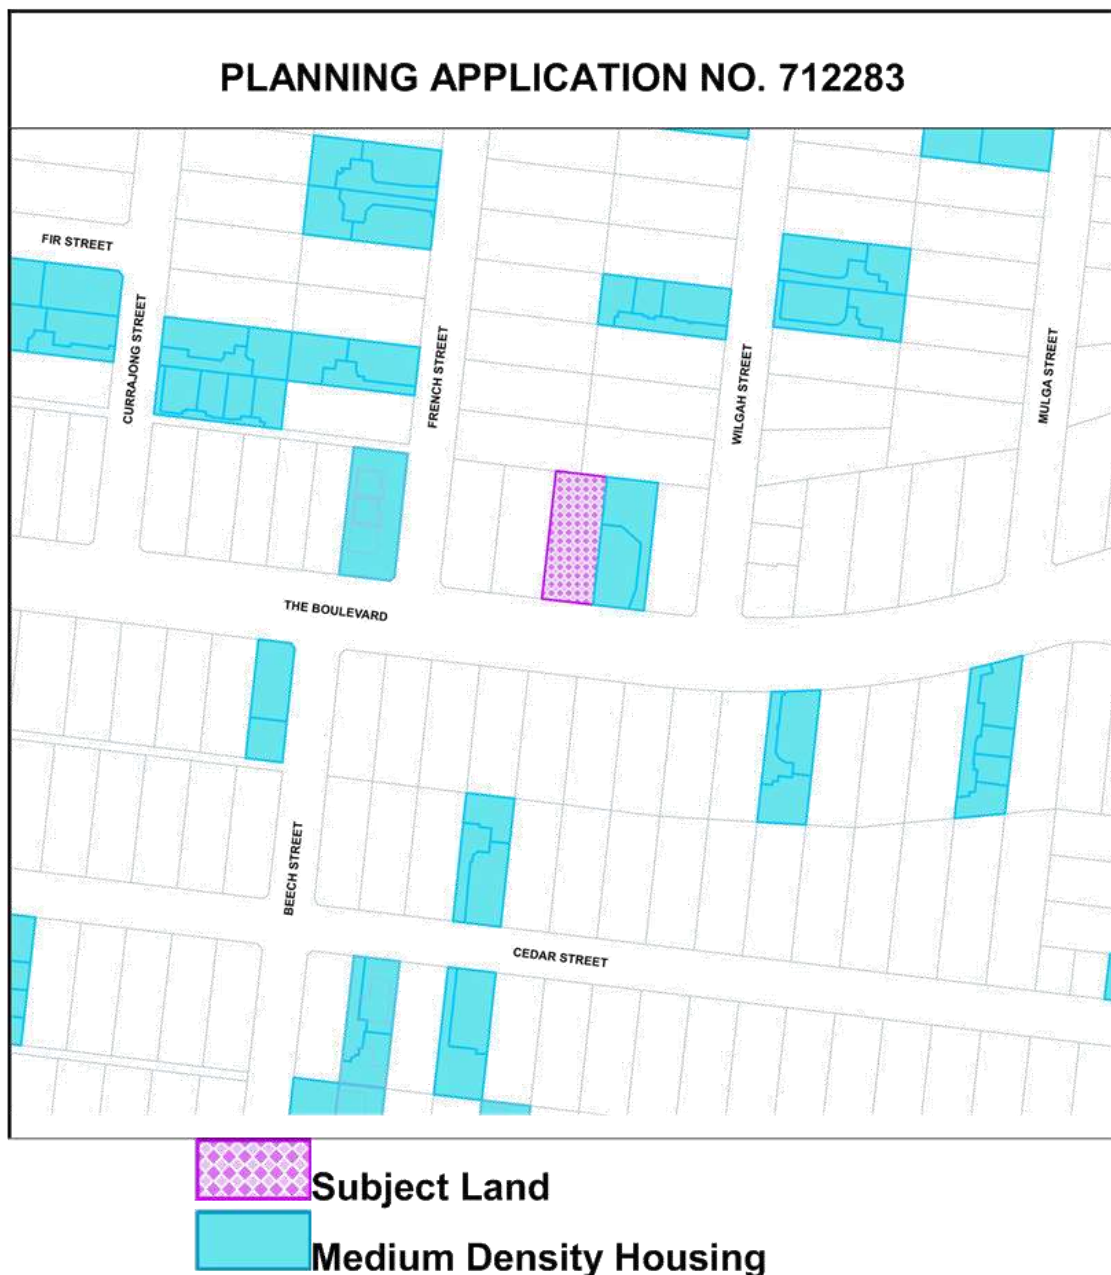 PLANNING APPLICATION NO. 712283
FIR STREET
CURRAJONG STREET
FRENCH STREET
WILGAH STREET
MULGA STREET
THE BOULEVARD
BEECH STREET
CEDAR STREET
Subject Land
Medium Density Housing